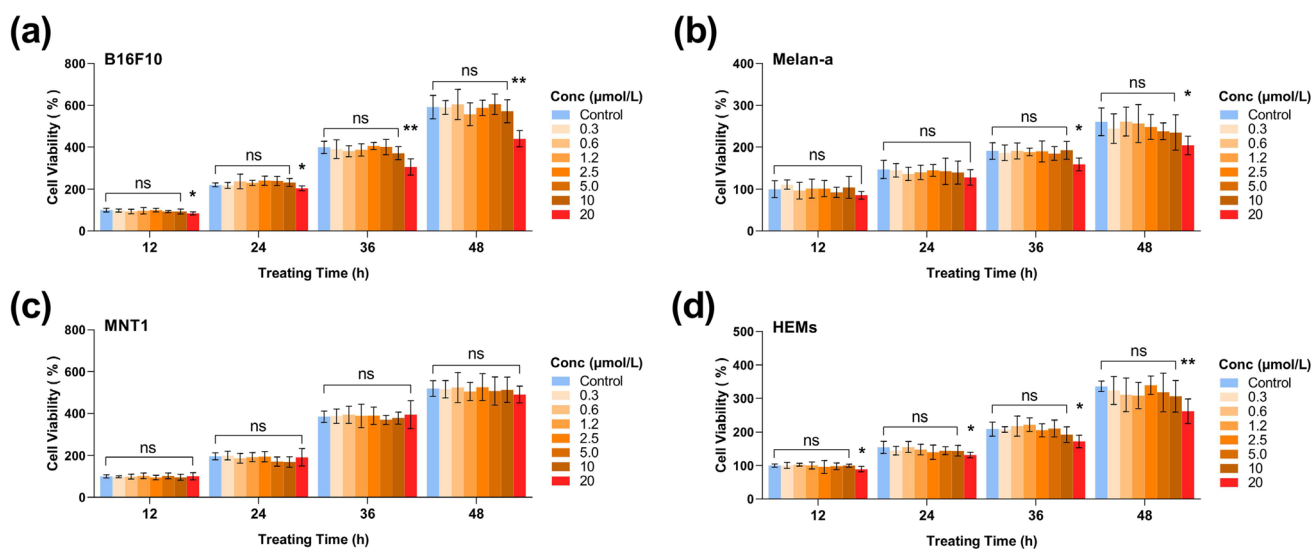 (a)
B16F10
Cell Viability ( % )
800
600
400
200
0
ns
*
ns
*
ns
**
ns
**
12
24
36
48
Treating Time (h)
Conc (μmol/L)
Control
0.3
0.6
1.2
2.5
5.0
10
20
(b)
Melan-a
Cell Viability ( % )
400
300
200
100
0
ns
ns
ns
*
ns
*
12
24
36
48
Treating Time (h)
Conc (μmol/L)
Control
0.3
0.6
1.2
2.5
5.0
10
20
(c)
MNT1
Cell Viability ( % )
800
600
400
200
0
ns
ns
ns
ns
12
24
36
48
Treating Time (h)
Conc (μmol/L)
Control
0.3
0.6
1.2
2.5
5.0
10
20
(d)
HEMs
Cell Viability ( % )
500
400
300
200
100
0
ns
*
ns
*
ns
*
ns
**
12
24
36
48
Treating Time (h)
Conc (μmol/L)
Control
0.3
0.6
1.2
2.5
5.0
10
20